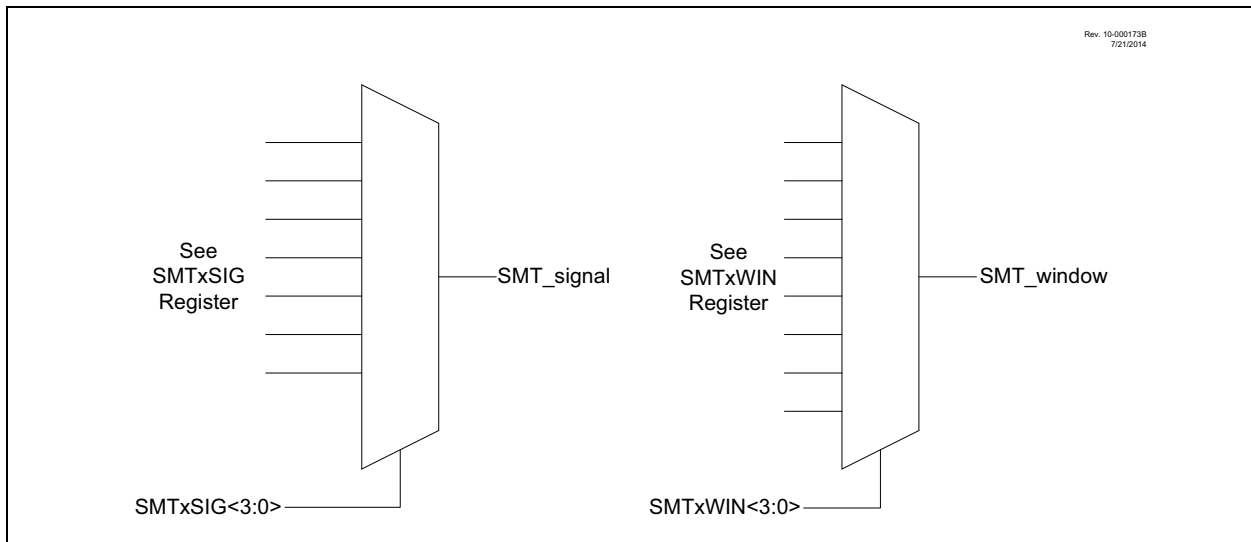 Rev. 10-000173B
7/21/2014
See
SMTxSIG
Register
SMT_signal
SMTxSIG<3:0>
See
SMTxWIN
Register
SMT_window
SMTxWIN<3:0>